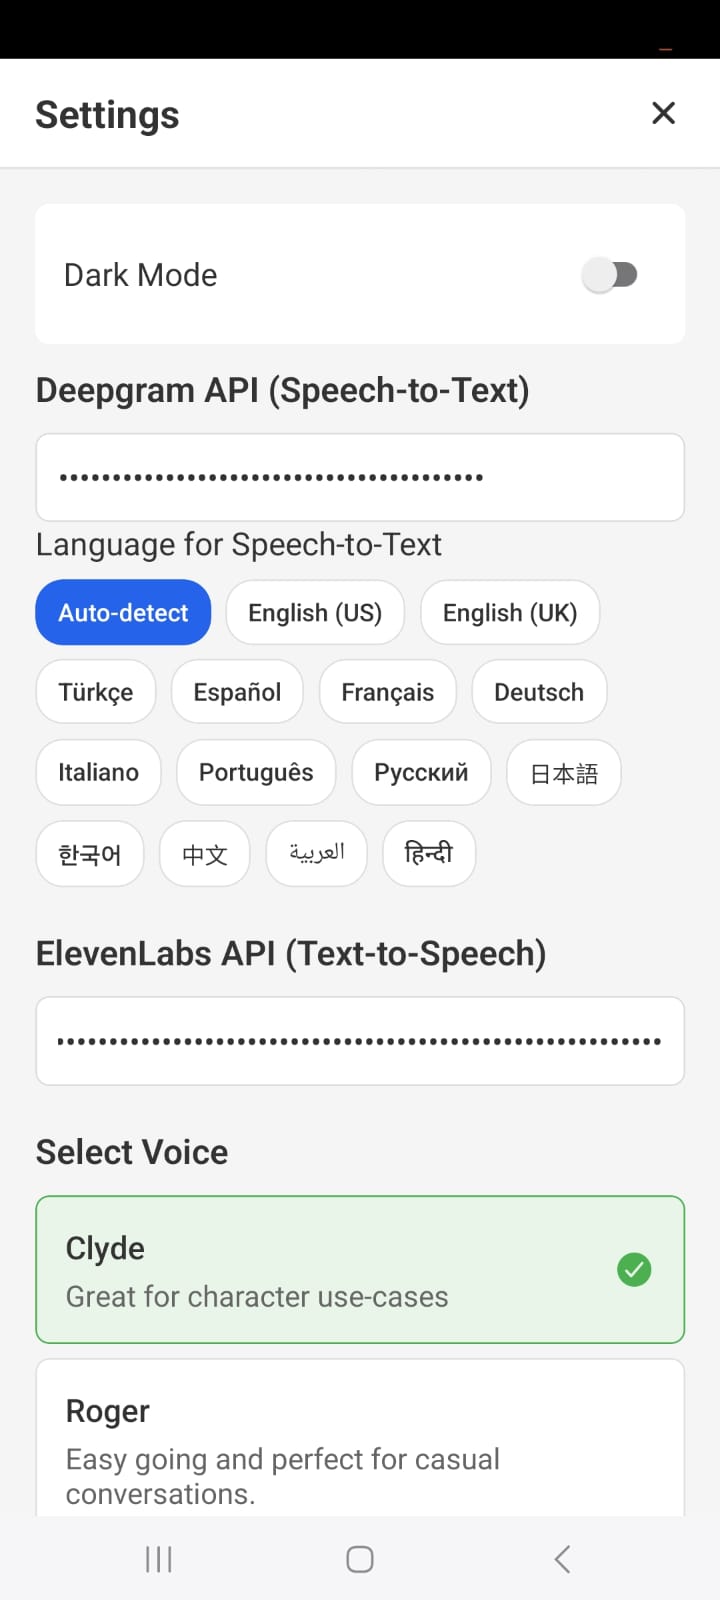 Settings
Dark Mode
Deepgram API (Speech-to-Text)
••••••••••••••••••••••••••••••••••••••••
Language for Speech-to-Text
Auto-detect English (US) English (UK)
Türkçe Español Français Deutsch
Italiano Português Русский 日本語
한국어 中文 العربية हिन्दी
ElevenLabs API (Text-to-Speech)
•••••••••••••••••••••••••••••••••••••••••••••••••••••••••
Select Voice
Clyde
Great for character use-cases
Roger
Easy going and perfect for casual
conversations.